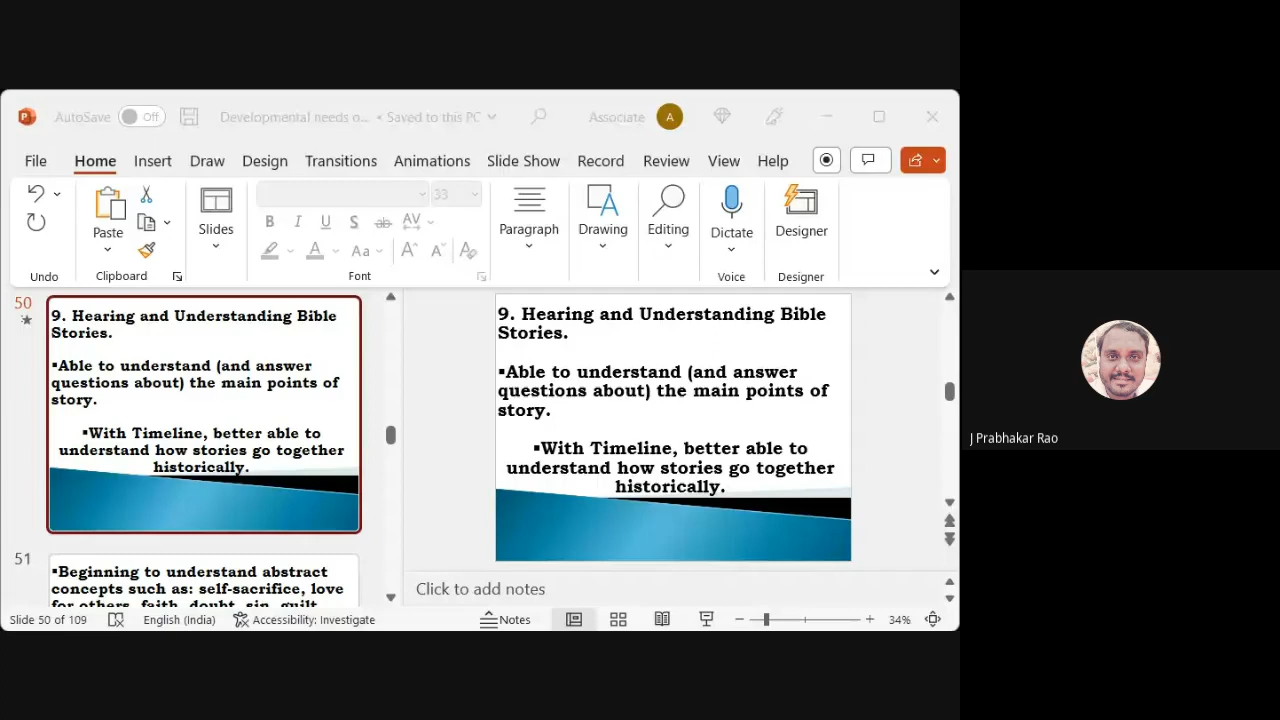 AutoSave Off Developmental needs o... • Saved to this PC Associate A
File Home Insert Draw Design Transitions Animations Slide Show Record Review View Help
33
Paste Slides Paragraph Drawing Editing Dictate Designer
B I U S ab AV
A Aa A A A
Undo Clipboard Font Voice Designer
50
9. Hearing and Understanding Bible
Stories.
▪Able to understand (and answer
questions about) the main points of
story.
▪With Timeline, better able to
understand how stories go together
historically.
51
▪Beginning to understand abstract
concepts such as: self-sacrifice, love
for others, faith, doubt, sin, guilt
9. Hearing and Understanding Bible
Stories.
▪Able to understand (and answer
questions about) the main points of
story.
▪With Timeline, better able to
understand how stories go together
historically.
Click to add notes
Slide 50 of 109 English (India) Accessibility: Investigate Notes 34%
J Prabhakar Rao